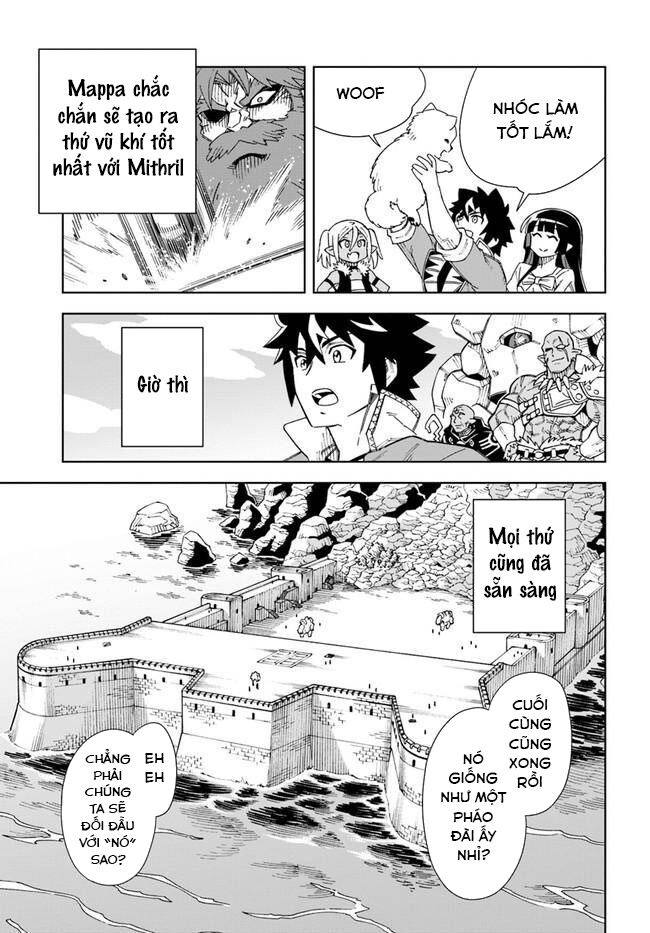 NHÓC LÀM
TỐT LẮM!
WOOF
Mappa chắc
chắn sẽ tạo ra
thứ vũ khí tốt
nhất với Mithril
Giờ thì
Mọi thứ
cũng đã
sẵn sàng
CUỐI
CÙNG
CŨNG
XONG
RỒI
NÓ
GIỐNG
NHƯ MỘT
PHÁO
ĐÀI ẤY
NHỈ?
EH
EH
CHẲNG
PHẢI
CHÚNG
TA SẼ
ĐỐI ĐẦU
VỚI "NÓ"
SAO?